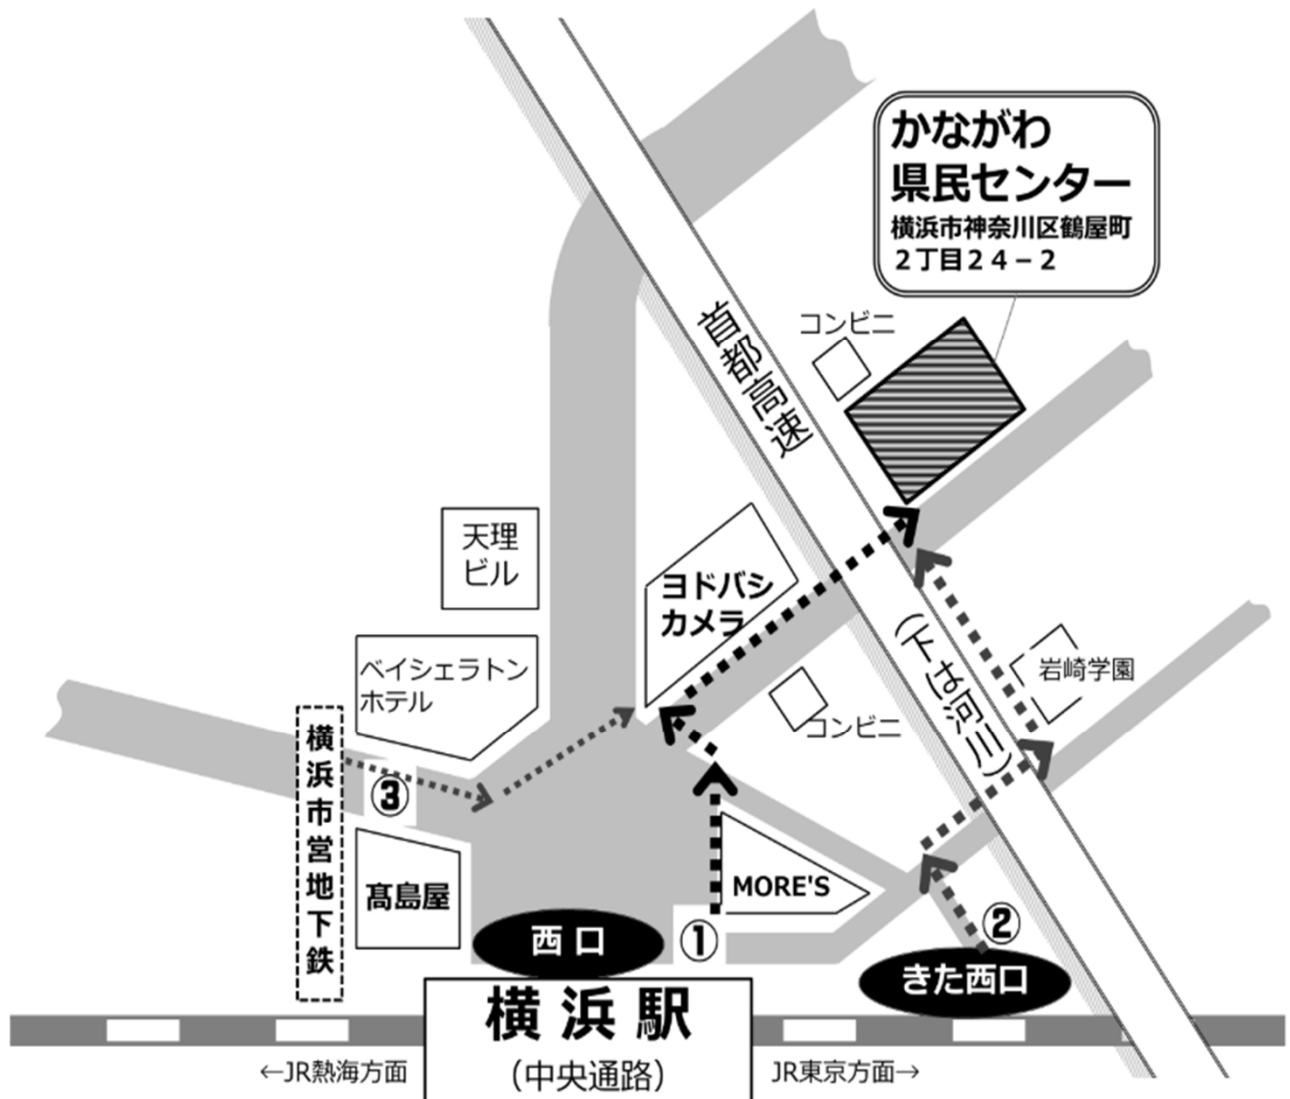 かながわ
県民センター
横浜市神奈川区鶴屋町
２丁目２４－２
コンビニ
首都高速
天理
ビル
ヨドバシ
カメラ
(下は河川)
岩崎学園
ベイシェラトン
ホテル
コンビニ
横浜市営地下鉄
③
髙島屋
MORE'S
①
②
西口
きた西口
横浜駅
(中央通路)
←JR熱海方面
JR東京方面→